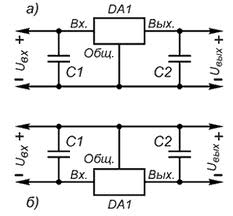 а)
DA1
Вх.
Вых.
+
+
Общ.
Uвх
C1
C2
Uвых
−
−
+
+
C1
C2
Uвх
Общ.
Uвых
Вх.
Вых.
−
−
DA1
б)